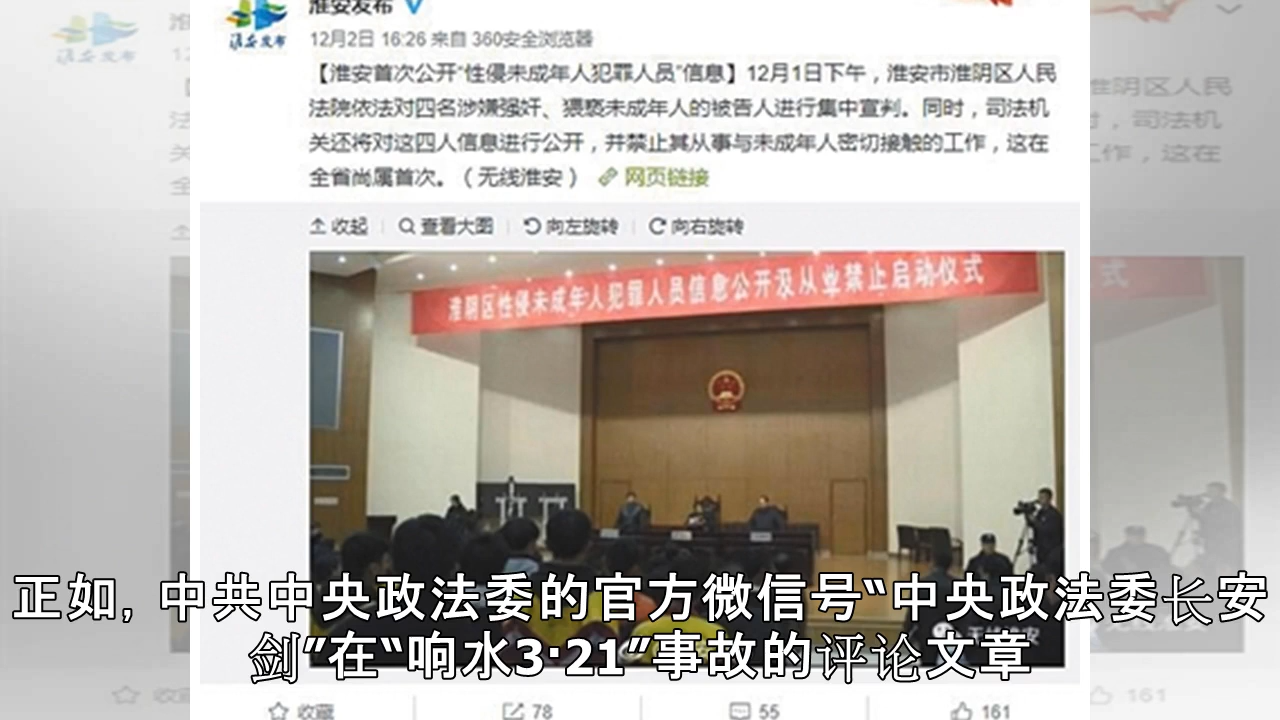 淮安发布
12月2日 16:26 来自 360安全浏览器
【淮安首次公开"性侵未成年人犯罪人员"信息】12月1日下午，淮安市淮阴区人民
法院依法对四名涉嫌强奸、猥亵未成年人的被告人进行集中宣判。同时，司法机
关还将对这四人信息进行公开，并禁止其从事与未成年人密切接触的工作，这在
全省尚属首次。（无线淮安） 网页链接
收起 查看大图 向左旋转 向右旋转
淮阴区性侵未成年人犯罪人员信息公开及从业禁止启动仪式
正如, 中共中央政法委的官方微信号“中央政法委长安
剑”在“响水3·21”事故的评论文章
收藏 78 55 161